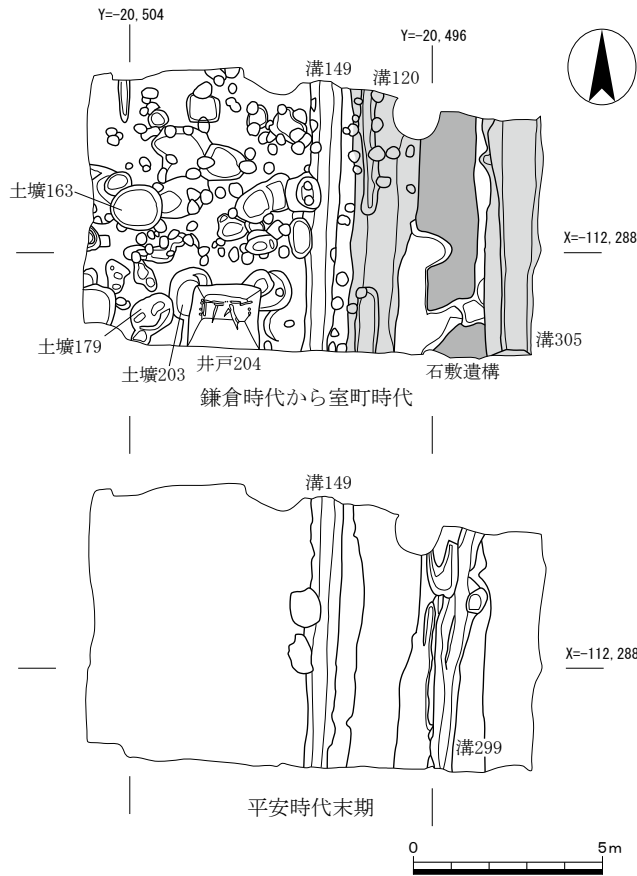 Y=-20,504
Y=-20,496
溝149
溝120
土壙163
X=-112,288
溝305
土壙179
土壙203
井戸204
石敷遺構
鎌倉時代から室町時代
溝149
X=-112,288
溝299
平安時代末期
0
5m